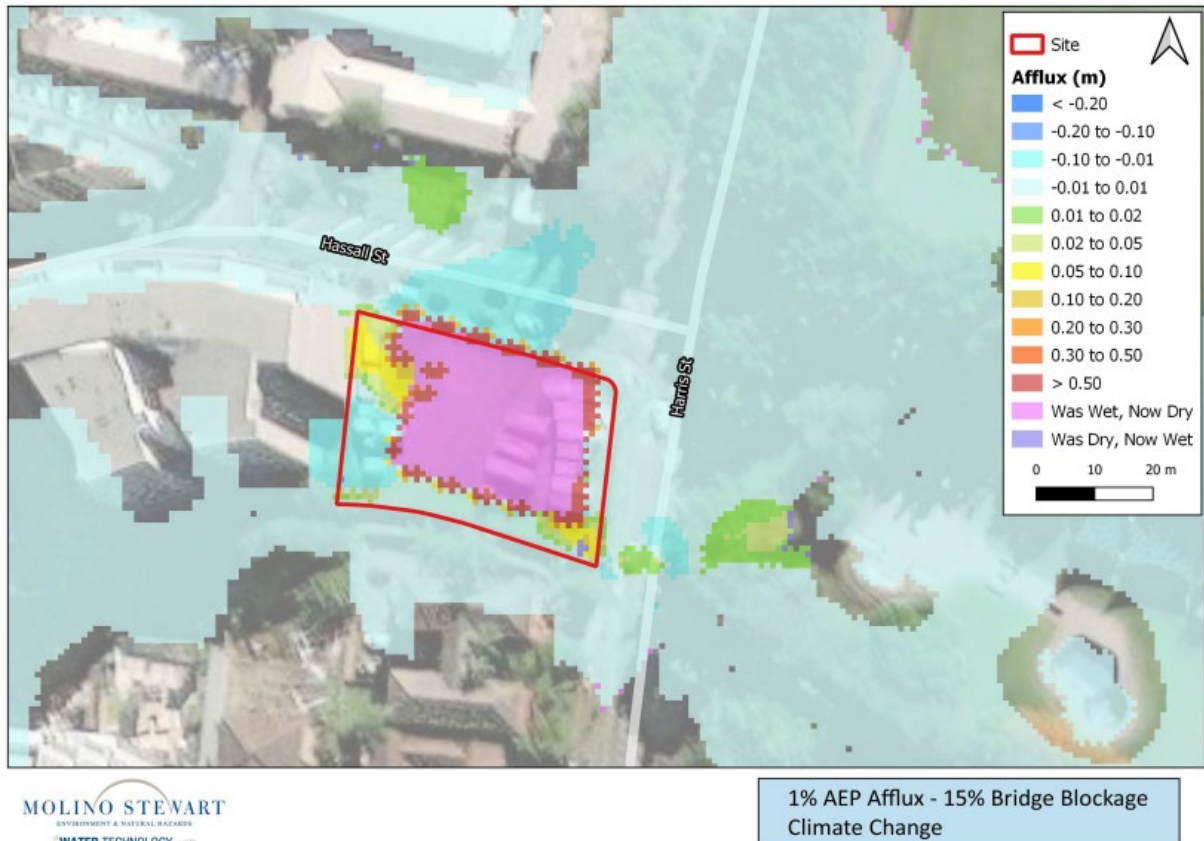 Site
Afflux (m)
< -0.20
-0.20 to -0.10
-0.10 to -0.01
-0.01 to 0.01
0.01 to 0.02
0.02 to 0.05
0.05 to 0.10
0.10 to 0.20
0.20 to 0.30
0.30 to 0.50
> 0.50
Was Wet, Now Dry
Was Dry, Now Wet
0 10 20 m
Hassall St
Harris St
MOLINO STEWART
ENVIRONMENT & NATURAL HAZARDS
WATER TECHNOLOGY
1% AEP Afflux - 15% Bridge Blockage
Climate Change